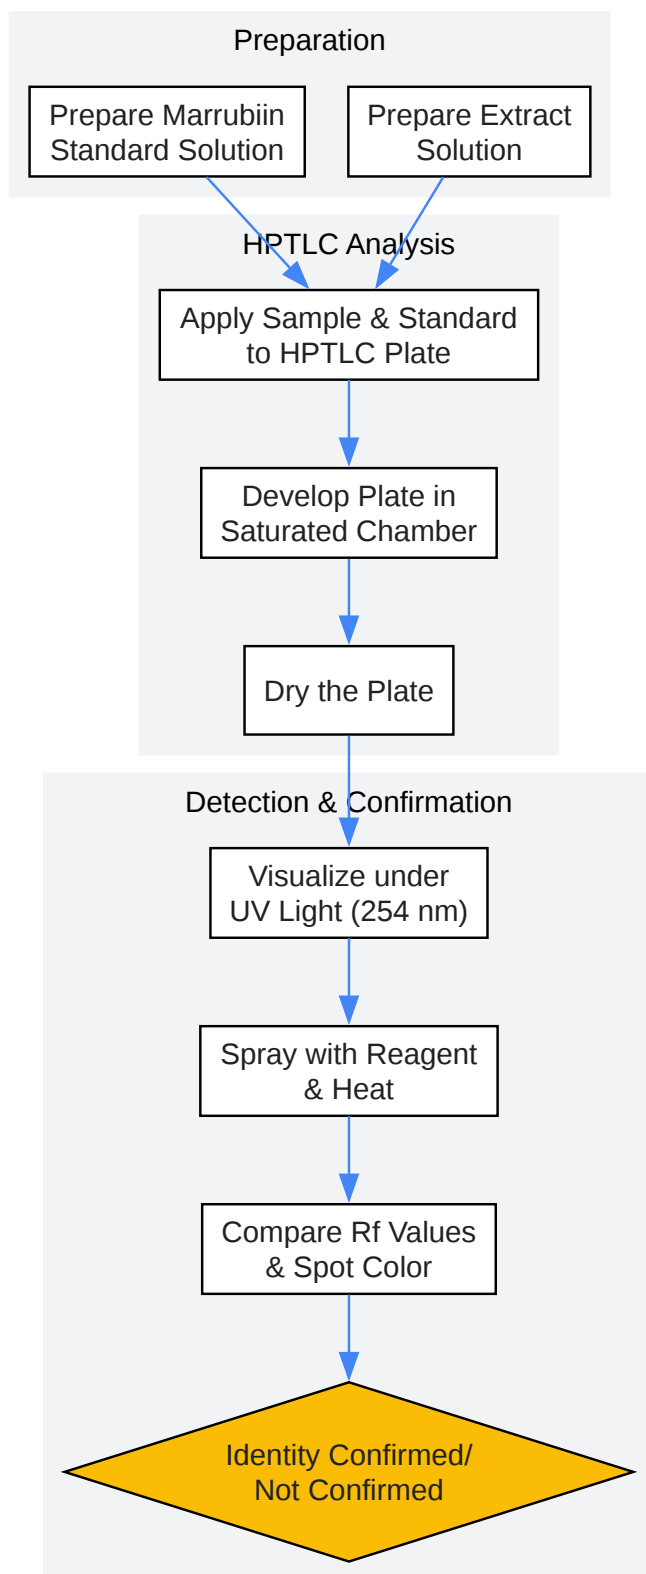 Preparation
Prepare Marrubiin
Standard Solution
Prepare Extract
Solution
HPTLC Analysis
Apply Sample & Standard
to HPTLC Plate
Develop Plate in
Saturated Chamber
Dry the Plate
Detection & Confirmation
Visualize under
UV Light (254 nm)
Spray with Reagent
& Heat
Compare Rf Values
& Spot Color
Identity Confirmed/
Not Confirmed